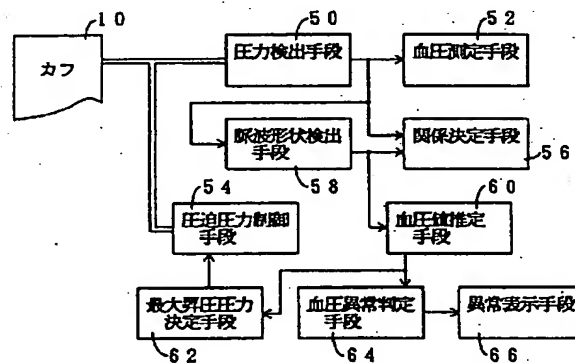 10
カフ
50
圧力検出手段
52
血圧測定手段
脈波形状検出
手段
58
関係決定手段
56
54
圧迫圧力制御
手段
60
血圧値推定
手段
最大昇圧圧力
決定手段
62
血圧異常判定
手段
64
異常表示手段
66